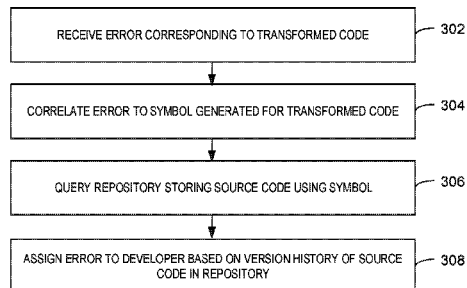 RECEIVE ERROR CORRESPONDING TO TRANSFORMED CODE
302
CORRELATE ERROR TO SYMBOL GENERATED FOR TRANSFORMED CODE
304
QUERY REPOSITORY STORING SOURCE CODE USING SYMBOL
306
ASSIGN ERROR TO DEVELOPER BASED ON VERSION HISTORY OF SOURCE
CODE IN REPOSITORY
308